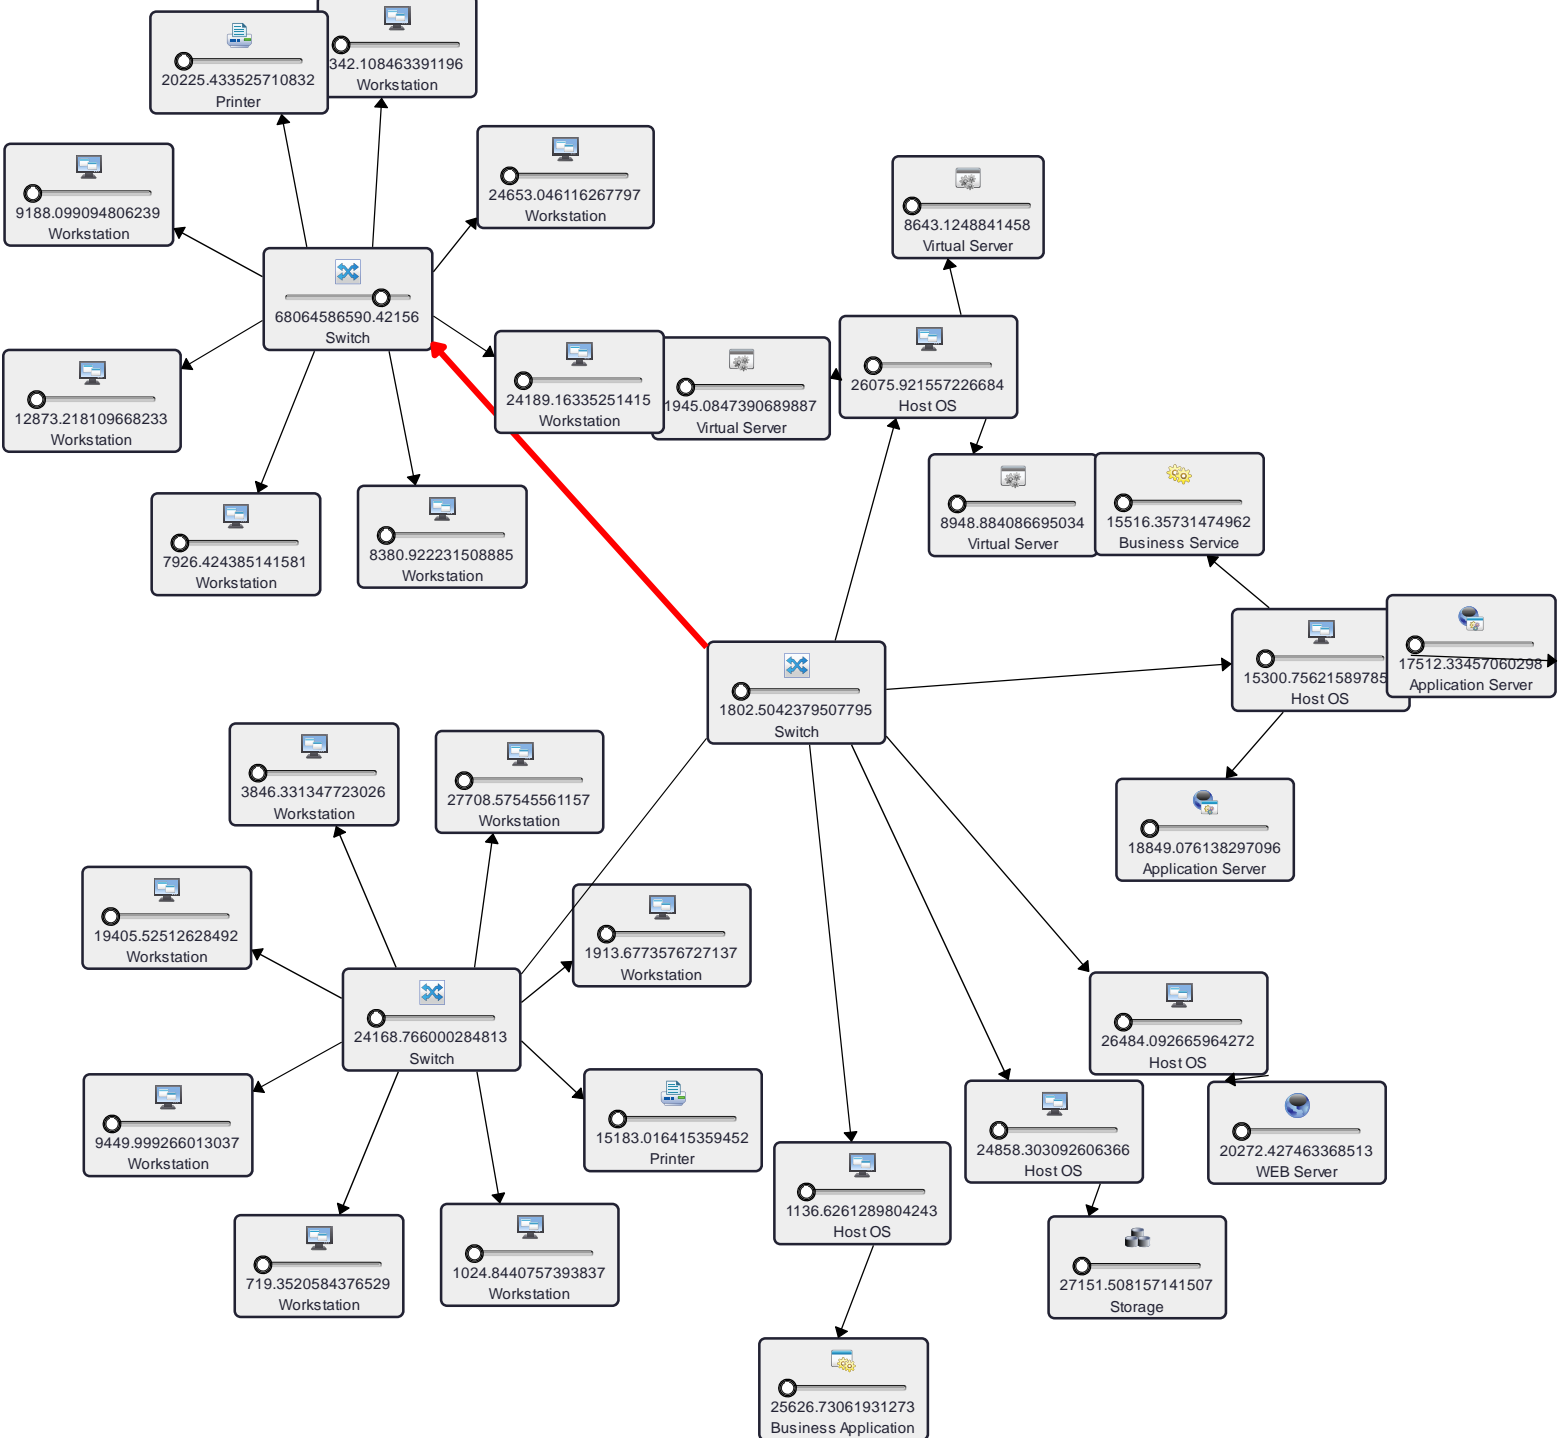 342.108463391196
Workstation
20225.433525710832
Printer
24653.046116267797
Workstation
9188.099094806239
Workstation
8643.1248841458
Virtual Server
68064586590.42156
Switch
24189.16335251415
Workstation
1945.0847390689887
Virtual Server
26075.921557226684
Host OS
12873.218109668233
Workstation
8948.884086695034
Virtual Server
15516.35731474962
Business Service
7926.424385141581
Workstation
8380.922231508885
Workstation
15300.75621589785
Host OS
17512.33457060298
Application Server
1802.5042379507795
Switch
3846.331347723026
Workstation
27708.57545561157
Workstation
18849.076138297096
Application Server
19405.52512628492
Workstation
1913.6773576727137
Workstation
24168.766000284813
Switch
26484.092665964272
Host OS
9449.999266013037
Workstation
15183.016415359452
Printer
24858.303092606366
Host OS
20272.427463368513
WEB Server
1136.6261289804243
Host OS
719.3520584376529
Workstation
1024.8440757393837
Workstation
27151.508157141507
Storage
25626.73061931273
Business Application